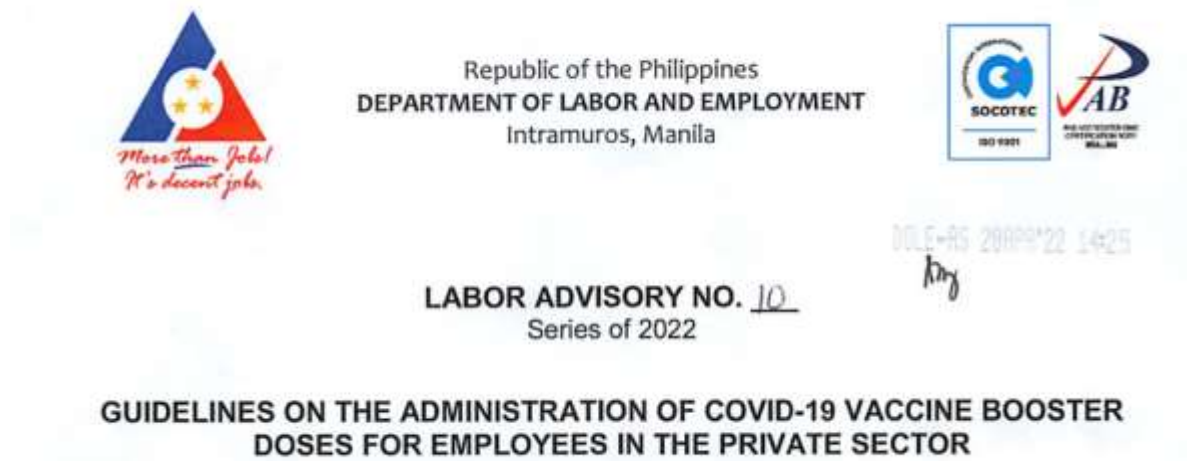 More than Jobs!
It's decent jobs.
Republic of the Philippines
DEPARTMENT OF LABOR AND EMPLOYMENT
Intramuros, Manila
SOCOTEC
ISO 9001
PAB
DOLE-AS 20APR'22 14:25
LABOR ADVISORY NO. 10
Series of 2022
GUIDELINES ON THE ADMINISTRATION OF COVID-19 VACCINE BOOSTER
DOSES FOR EMPLOYEES IN THE PRIVATE SECTOR